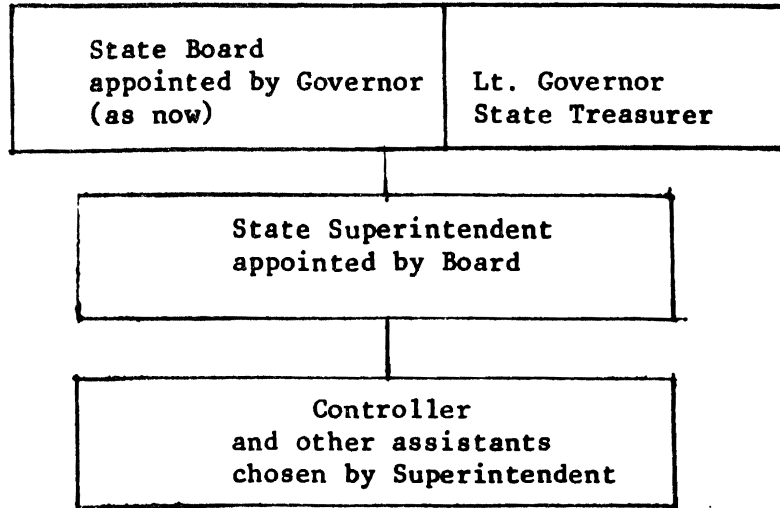 State Board
appointed by Governor
(as now)
Lt. Governor
State Treasurer
State Superintendent
appointed by Board
Controller
and other assistants
chosen by Superintendent